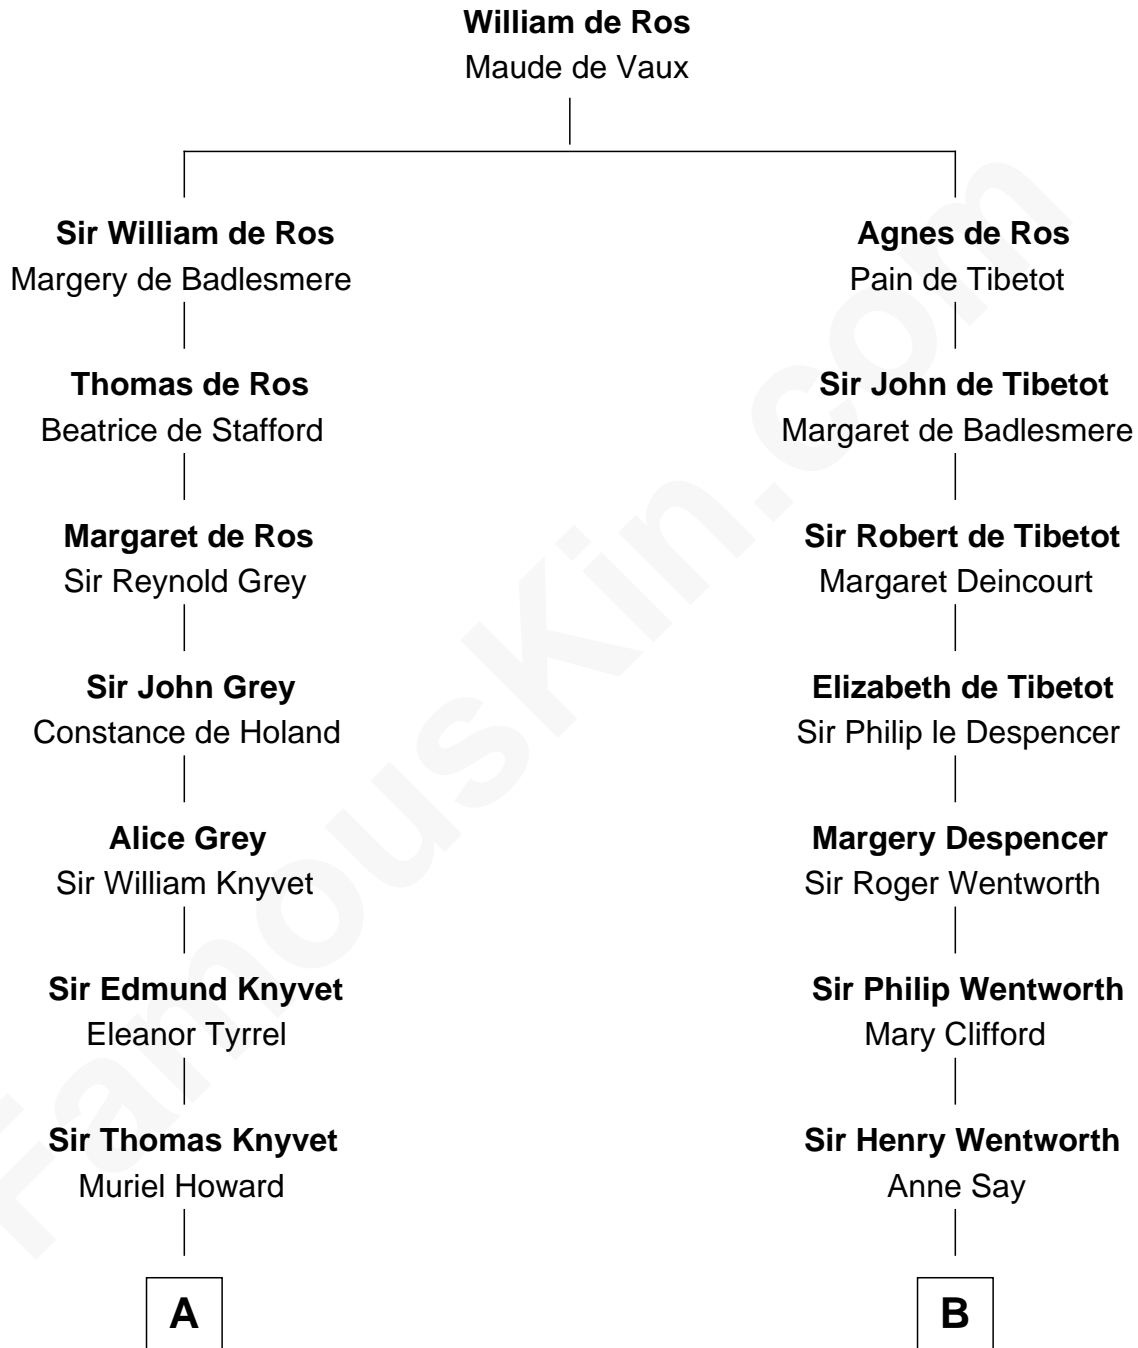 William de Ros
Maude de Vaux
Sir William de Ros
Margery de Badlesmere
Agnes de Ros
Pain de Tibetot
Thomas de Ros
Beatrice de Stafford
Sir John de Tibetot
Margaret de Badlesmere
Margaret de Ros
Sir Reynold Grey
Sir Robert de Tibetot
Margaret Deincourt
Sir John Grey
Constance de Holand
Elizabeth de Tibetot
Sir Philip le Despencer
Alice Grey
Sir William Knyvet
Margery Despencer
Sir Roger Wentworth
Sir Edmund Knyvet
Eleanor Tyrrel
Sir Philip Wentworth
Mary Clifford
Sir Thomas Knyvet
Muriel Howard
Sir Henry Wentworth
Anne Say
A
B
FamousKin.com